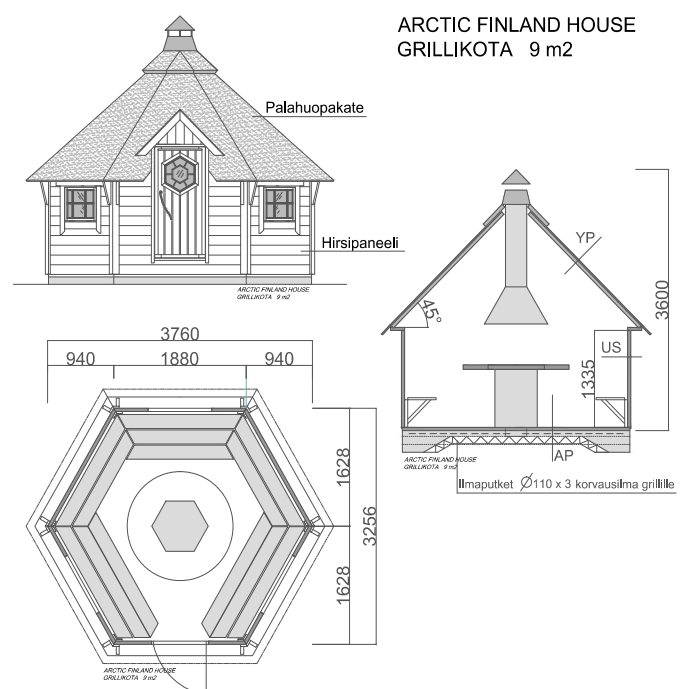 ARCTIC FINLAND HOUSE
GRILLIKOTA 9 m2
Palahuopakate
Hirsipaneeli
ARCTIC FINLAND HOUSE
GRILLIKOTA 9 m2
YP
45°
US
1335
3600
AP
ARCTIC FINLAND HOUSE
GRILLIKOTA 9 m2
Ilmaputket Ø110 x 3 korvausilma grillille
3760
940 1880 940
1628
3256
1628
ARCTIC FINLAND HOUSE
GRILLIKOTA 9 m2